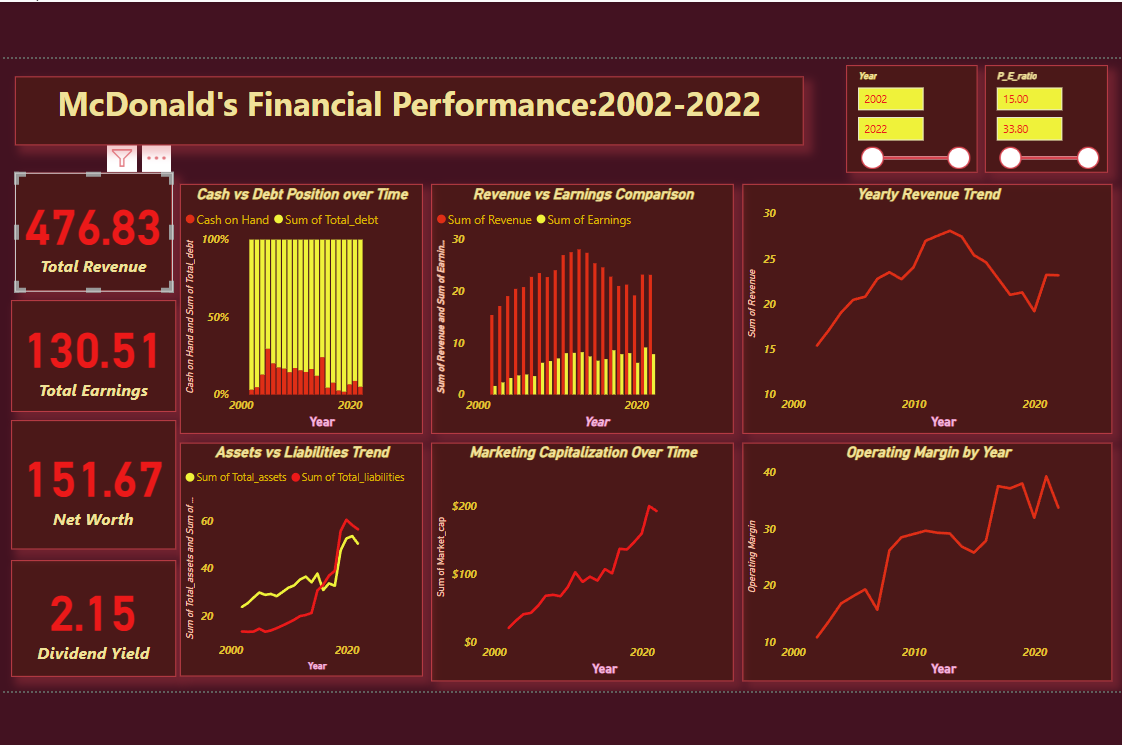 McDonald's Financial Performance:2002-2022
Year
2002
2022
P_E_ratio
15.00
33.80
476.83
Total Revenue
130.51
Total Earnings
151.67
Net Worth
2.15
Dividend Yield
Cash vs Debt Position over Time
Cash on Hand Sum of Total_debt
Cash on Hand and Sum of Total_debt
100%
50%
0%
2000 2020
Year
Revenue vs Earnings Comparison
Sum of Revenue Sum of Earnings
Sum of Revenue and Sum of Earnin...
30
20
10
0
2000 2020
Year
Yearly Revenue Trend
Sum of Revenue
30
25
20
15
10
2000 2010 2020
Year
Assets vs Liabilities Trend
Sum of Total_assets Sum of Total_liabilities
Sum of Total_assets and Sum of ...
60
40
20
2000 2020
Year
Marketing Capitalization Over Time
Sum of Market_cap
$200
$100
$0
2000 2020
Year
Operating Margin by Year
Operating Margin
40
30
20
10
2000 2010 2020
Year